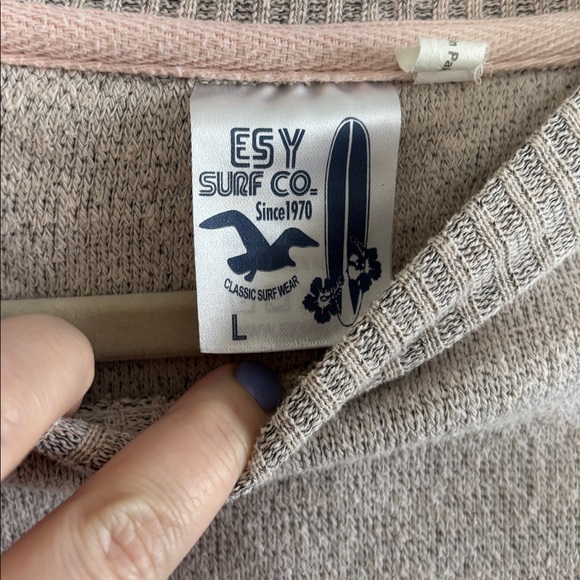 ESY
SURF CO.
Since1970
CLASSIC SURF WEAR
L